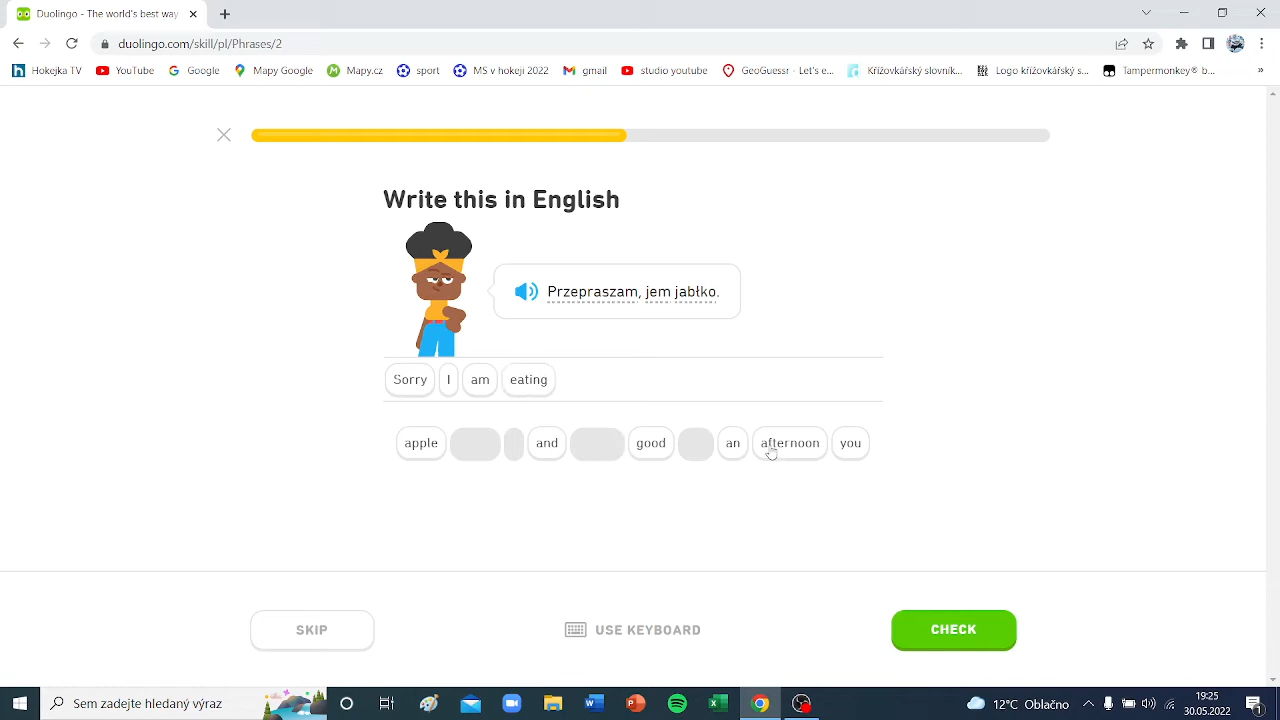 Duolingo - The world's best way
duolingo.com/skill/pl/Phrases/2
Hokejka TV YouTube Google Mapy Google Mapy.cz sport MS v hokeji 2022 gmail studio youtube GeoGuessr - Let's e... Křížovkářský slovník... Logo křížovkářský s... Tampermonkey® b... »
Write this in English
Przepraszam, jem jabłko.
Sorry I am eating
apple and good an afternoon you
SKIP USE KEYBOARD CHECK
Sem zadejte hledaný výraz
12°C Oblačno
19:25
30.05.2022